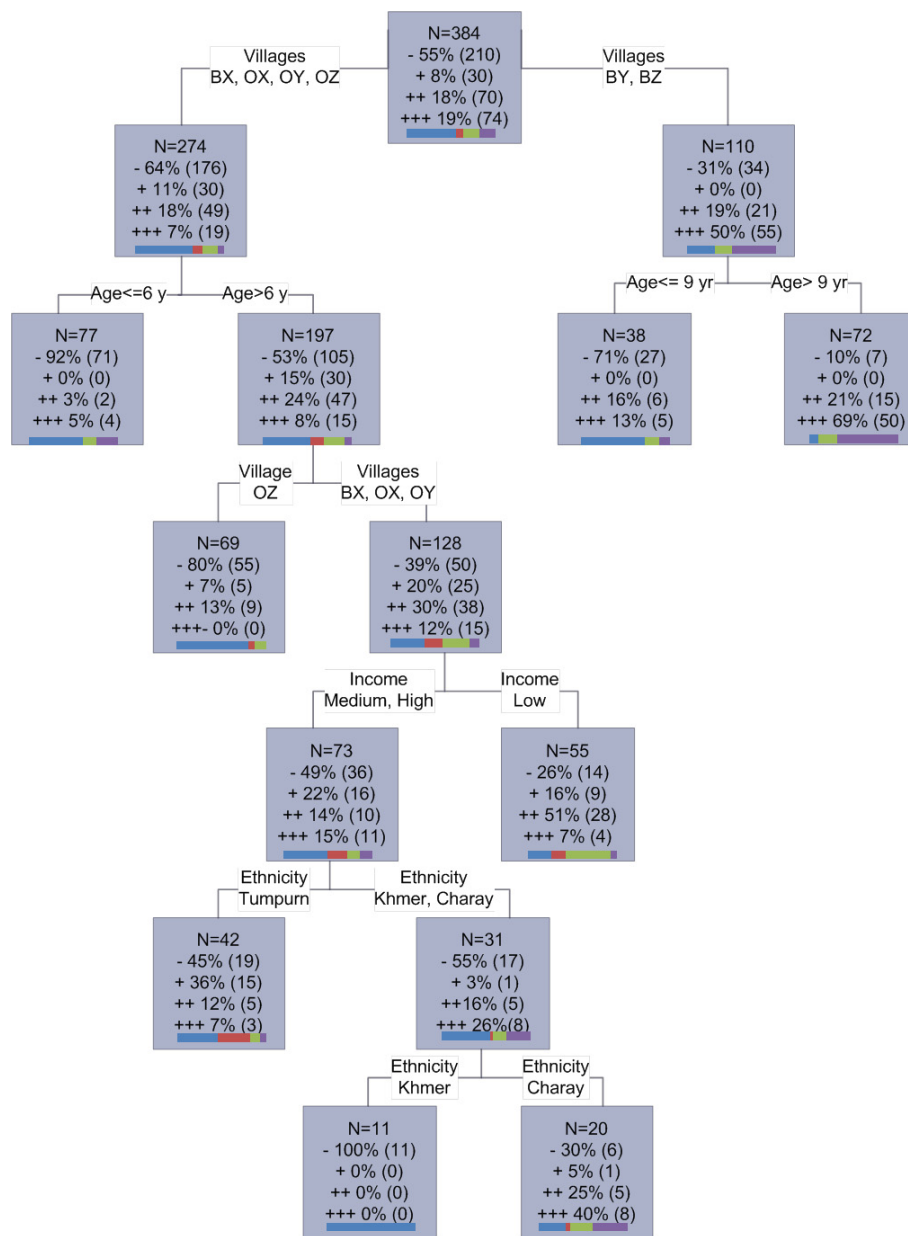 N=384
- 55% (210)
+ 8% (30)
++ 18% (70)
+++ 19% (74)
Villages
BX, OX, OY, OZ
Villages
BY, BZ
N=274
- 64% (176)
+ 11% (30)
++ 18% (49)
+++ 7% (19)
N=110
- 31% (34)
+ 0% (0)
++ 19% (21)
+++ 50% (55)
Age<=6 y
Age>6 y
Age<= 9 yr
Age> 9 yr
N=77
- 92% (71)
+ 0% (0)
++ 3% (2)
+++ 5% (4)
N=197
- 53% (105)
+ 15% (30)
++ 24% (47)
+++ 8% (15)
N=38
- 71% (27)
+ 0% (0)
++ 16% (6)
+++ 13% (5)
N=72
- 10% (7)
+ 0% (0)
++ 21% (15)
+++ 69% (50)
Village
OZ
Villages
BX, OX, OY
N=69
- 80% (55)
+ 7% (5)
++ 13% (9)
+++- 0% (0)
N=128
- 39% (50)
+ 20% (25)
++ 30% (38)
+++ 12% (15)
Income
Medium, High
Income
Low
N=73
- 49% (36)
+ 22% (16)
++ 14% (10)
+++ 15% (11)
N=55
- 26% (14)
+ 16% (9)
++ 51% (28)
+++ 7% (4)
Ethnicity
Tumpurn
Ethnicity
Khmer, Charay
N=42
- 45% (19)
+ 36% (15)
++ 12% (5)
+++ 7% (3)
N=31
- 55% (17)
+ 3% (1)
++16% (5)
+++ 26%(8)
Ethnicity
Khmer
Ethnicity
Charay
N=11
- 100% (11)
+ 0% (0)
++ 0% (0)
+++ 0% (0)
N=20
- 30% (6)
+ 5% (1)
++ 25% (5)
+++ 40% (8)